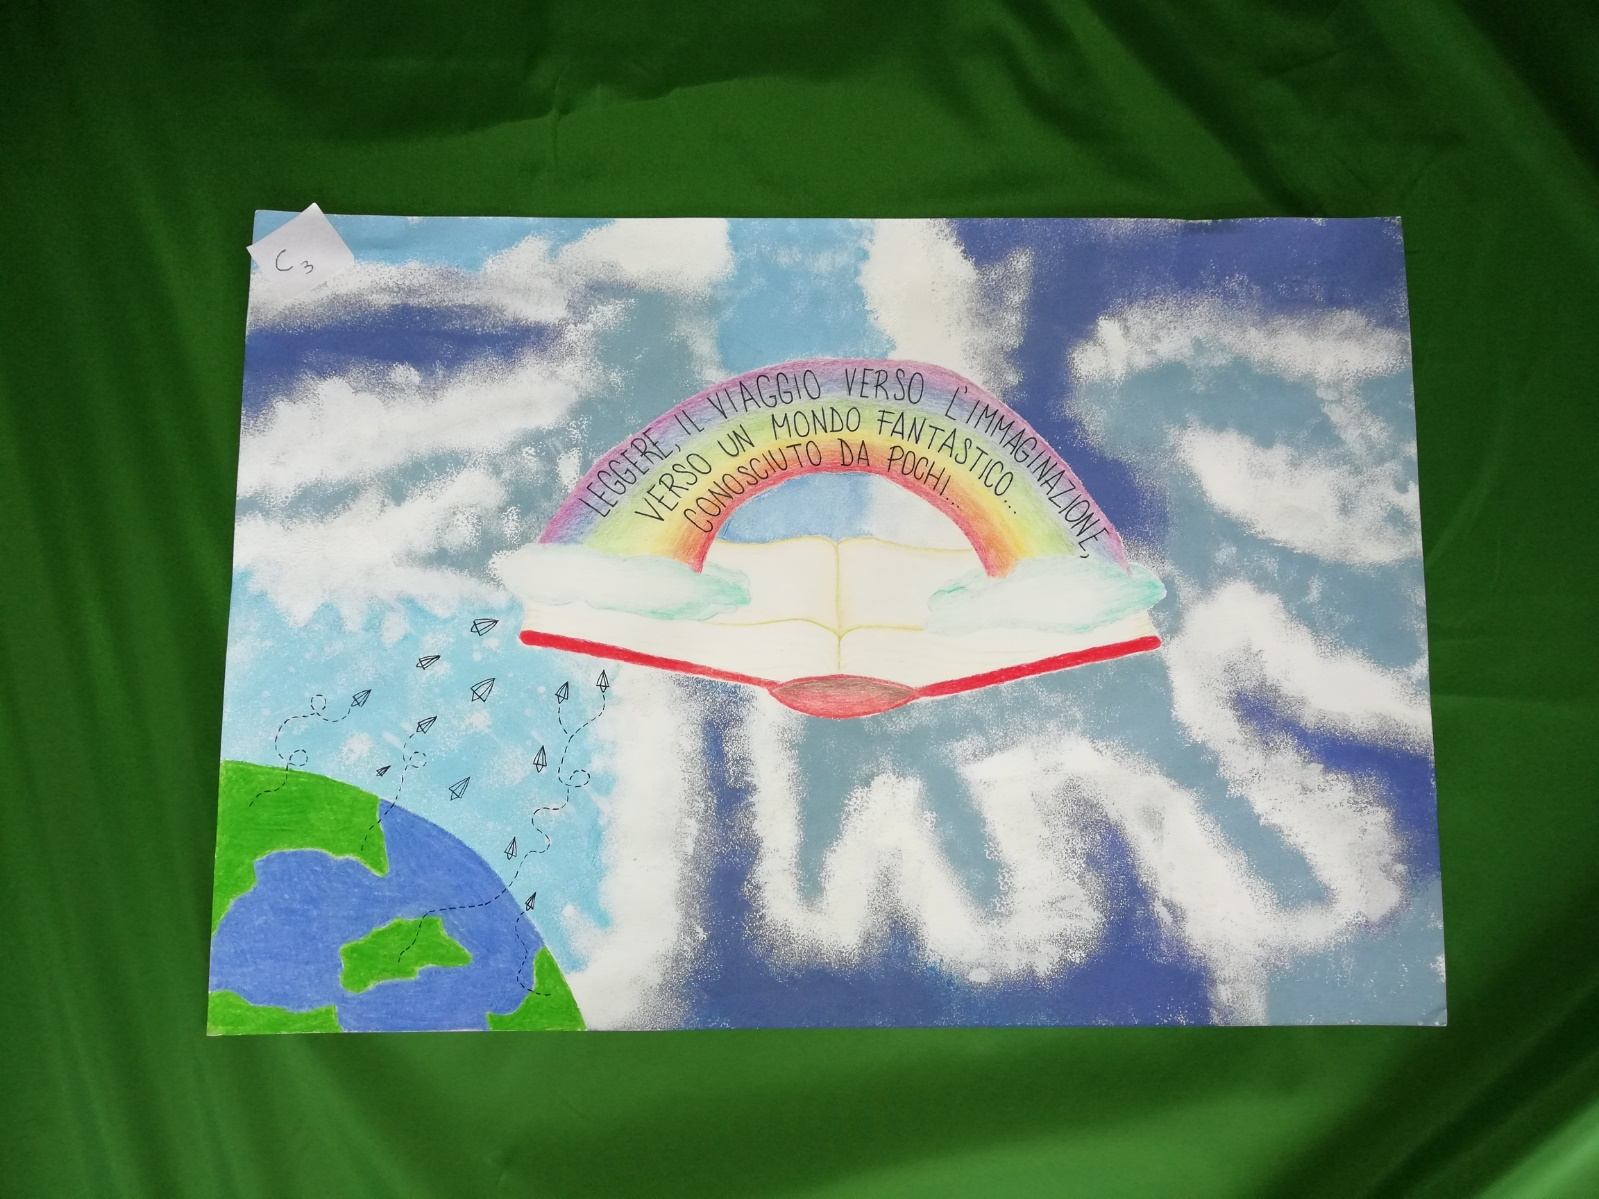 C3
LEGGERE, IL VIAGGIO VERSO L'IMMAGINAZIONE,
VERSO UN MONDO FANTASTICO...
CONOSCIUTO DA POCHI...